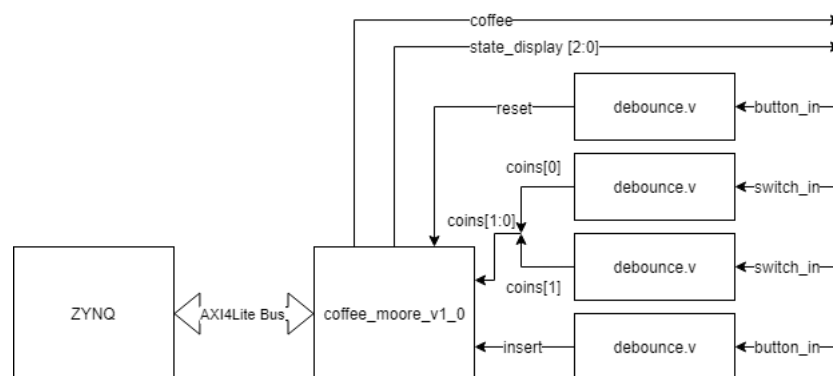 coffee
state_display [2:0]
reset
debounce.v
button_in
coins[0]
debounce.v
switch_in
coins[1:0]
coins[1]
debounce.v
switch_in
ZYNQ
AXI4Lite Bus
coffee_moore_v1_0
insert
debounce.v
button_in